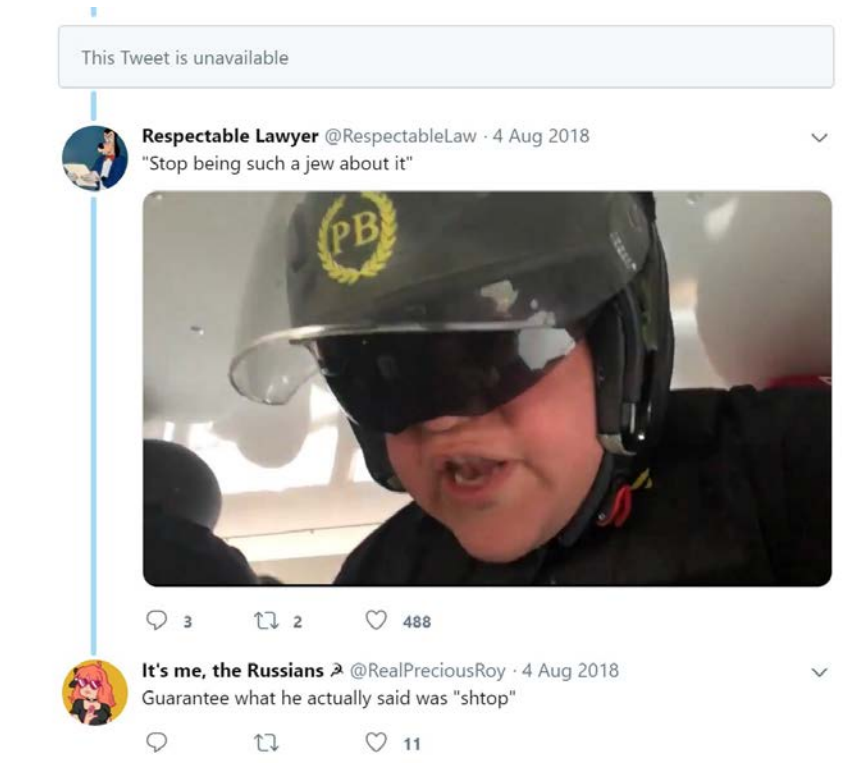 This Tweet is unavailable
Respectable Lawyer @RespectableLaw · 4 Aug 2018
"Stop being such a jew about it"
PB
3 2 488
It's me, the Russians ☭ @RealPreciousRoy · 4 Aug 2018
Guarantee what he actually said was "shtop"
11